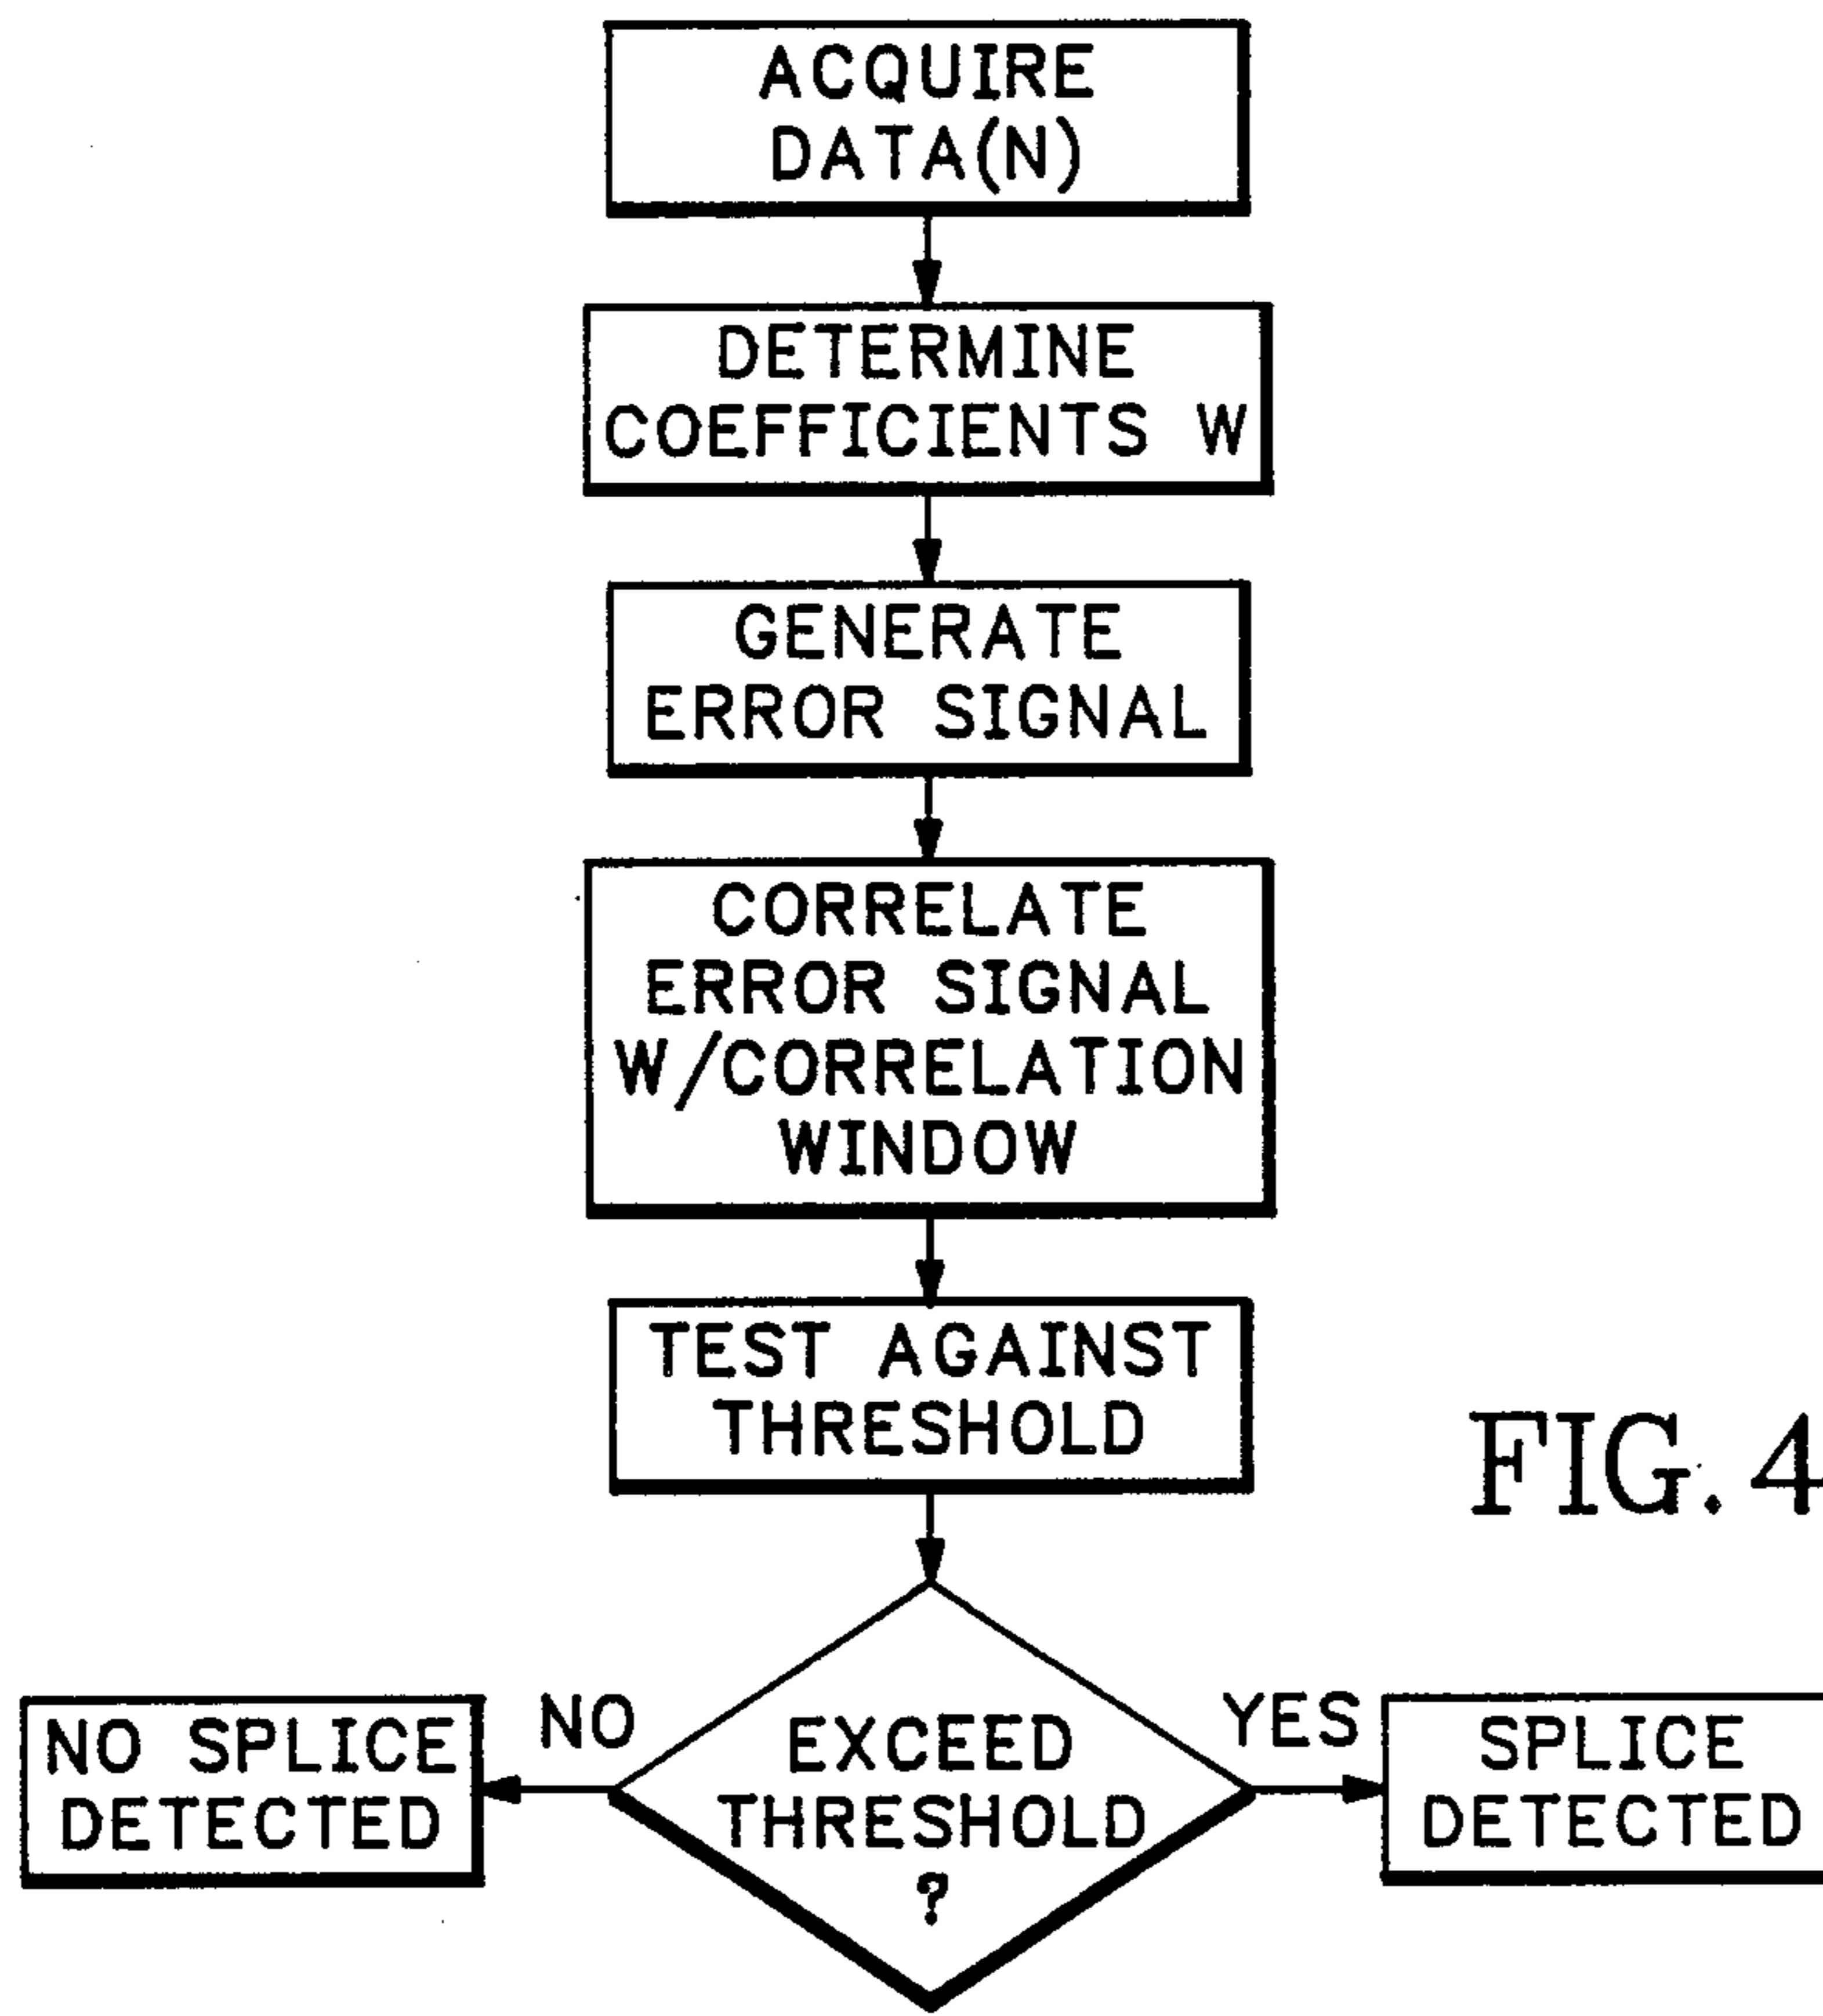 ACQUIRE
DATA(N)
DETERMINE
COEFFICIENTS W
GENERATE
ERROR SIGNAL
CORRELATE
ERROR SIGNAL
W/CORRELATION
WINDOW
TEST AGAINST
THRESHOLD
FIG. 4
NO
YES
NO SPLICE
DETECTED
EXCEED
THRESHOLD
?
SPLICE
DETECTED